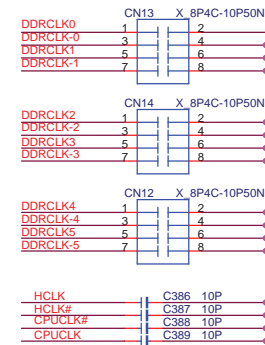 CN13 X_8P4C-10P50N
DDRCLK0 1 2
DDRCLK-0 3 4
DDRCLK1 5 6
DDRCLK-1 7 8
CN14 X_8P4C-10P50N
DDRCLK2 1 2
DDRCLK-2 3 4
DDRCLK3 5 6
DDRCLK-3 7 8
CN12 X_8P4C-10P50N
DDRCLK4 1 2
DDRCLK-4 3 4
DDRCLK5 5 6
DDRCLK-5 7 8
HCLK C386 10P
HCLK# C387 10P
CPUCLK# C388 10P
CPUCLK C389 10P